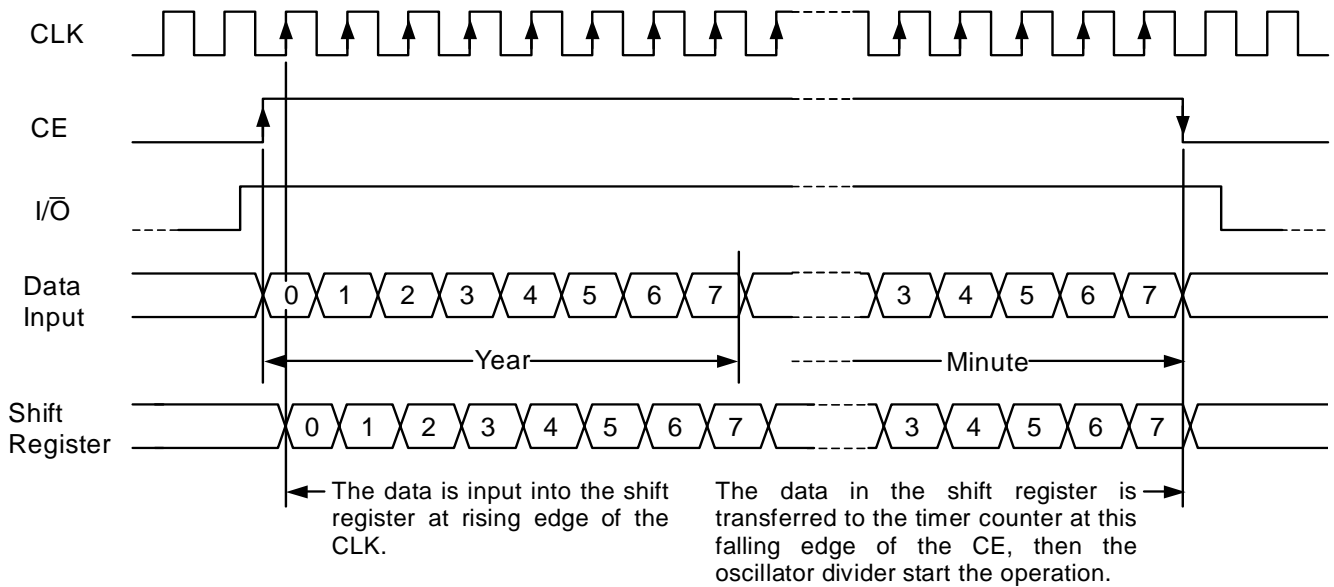 CLK
CE
I/O̅
Data
Input
0 1 2 3 4 5 6 7 3 4 5 6 7
Year Minute
Shift
Register
0 1 2 3 4 5 6 7 3 4 5 6 7
The data is input into the shift
register at rising edge of the
CLK.
The data in the shift register is
transferred to the timer counter at this
falling edge of the CE, then the
oscillator divider start the operation.